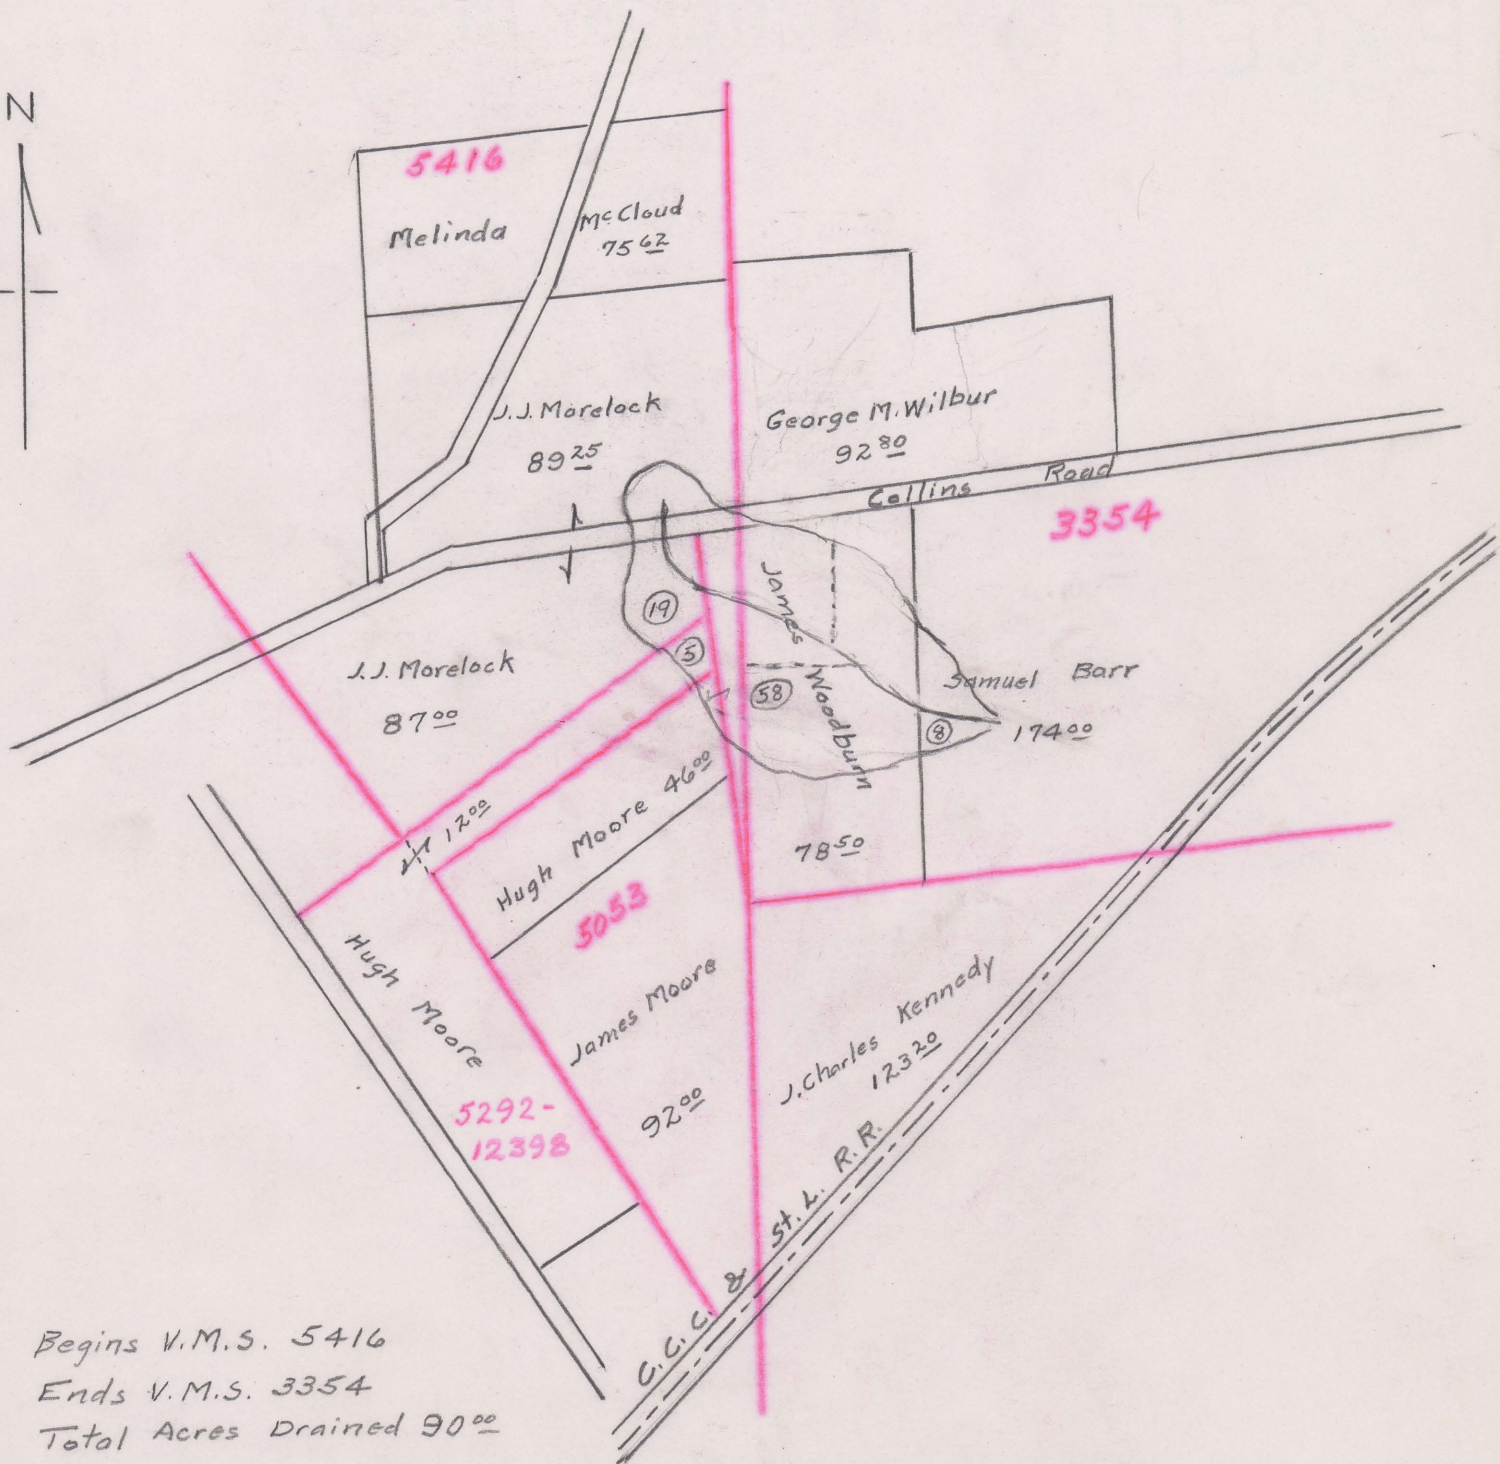 N
5416
Melinda
McCloud
75 62
J.J. Morelock
89 25
George M. Wilbur
92 80
Collins Road
3354
19
5
J.J. Morelock
87 00
James Woodburn
58
Samuel Barr
8
174 00
12 00
Hugh Moore 46 00
78 50
5053
Hugh Moore
James Moore
92 00
J. Charles Kennedy
123 20
5292-
12398
C.C.C. & St. L. R.R.
Begins V.M.S. 5416
Ends V.M.S. 3354
Total Acres Drained 90 00